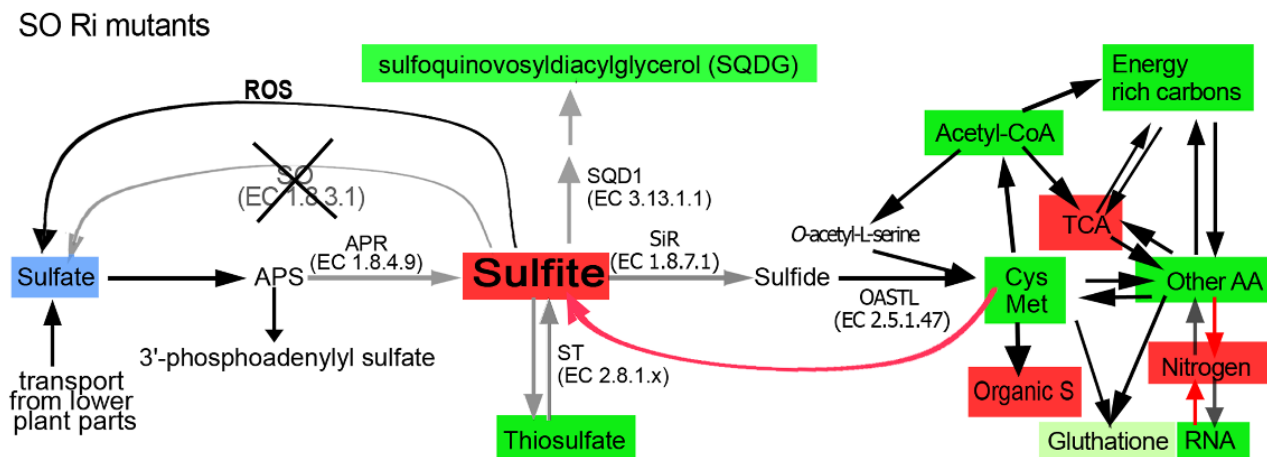 SO Ri mutants
sulfoquinovosyldiacylglycerol (SQDG)
Energy
rich carbons
ROS
Acetyl-CoA
SO
(EC 1.8.3.1)
SQD1
(EC 3.13.1.1)
TCA
O-acetyl-L-serine
APR
(EC 1.8.4.9)
SiR
(EC 1.8.7.1)
Sulfate
APS
Sulfite
Sulfide
Cys
Met
Other AA
OASTL
(EC 2.5.1.47)
3'-phosphoadenylyl sulfate
ST
(EC 2.8.1.x)
transport
from lower
plant parts
Organic S
Nitrogen
Thiosulfate
Gluthatione
RNA